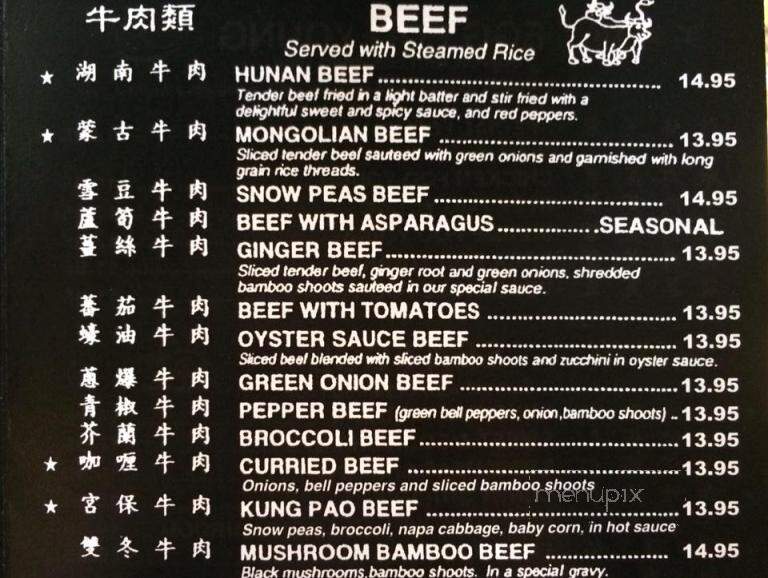 牛肉類 BEEF
Served with Steamed Rice
★ 湖南牛肉 HUNAN BEEF 14.95
Tender beef fried in a light batter and stir fried with a
delightful sweet and spicy sauce, and red peppers.
★ 蒙古牛肉 MONGOLIAN BEEF 13.95
Sliced tender beef sauteed with green onions and garnished with long
grain rice threads.
雪豆牛肉 SNOW PEAS BEEF 14.95
蘆筍牛肉 BEEF WITH ASPARAGUS SEASONAL
薑絲牛肉 GINGER BEEF 13.95
Sliced tender beef, ginger root and green onions, shredded
bamboo shoots sauteed in our special sauce.
蕃茄牛肉 BEEF WITH TOMATOES 13.95
蠔油牛肉 OYSTER SAUCE BEEF 13.95
Sliced beef blended with sliced bamboo shoots and zucchini in oyster sauce.
蔥爆牛肉 GREEN ONION BEEF 13.95
青椒牛肉 PEPPER BEEF (green bell peppers, onion, bamboo shoots) 13.95
芥蘭牛肉 BROCCOLI BEEF 13.95
★ 咖喱牛肉 CURRIED BEEF 13.95
Onions, bell peppers and sliced bamboo shoots
menupix
★ 宮保牛肉 KUNG PAO BEEF 13.95
Snow peas, broccoli, napa cabbage, baby corn, in hot sauce
雙冬牛肉 MUSHROOM BAMBOO BEEF 14.95
Black mushrooms, bamboo shoots. In a special gravy.